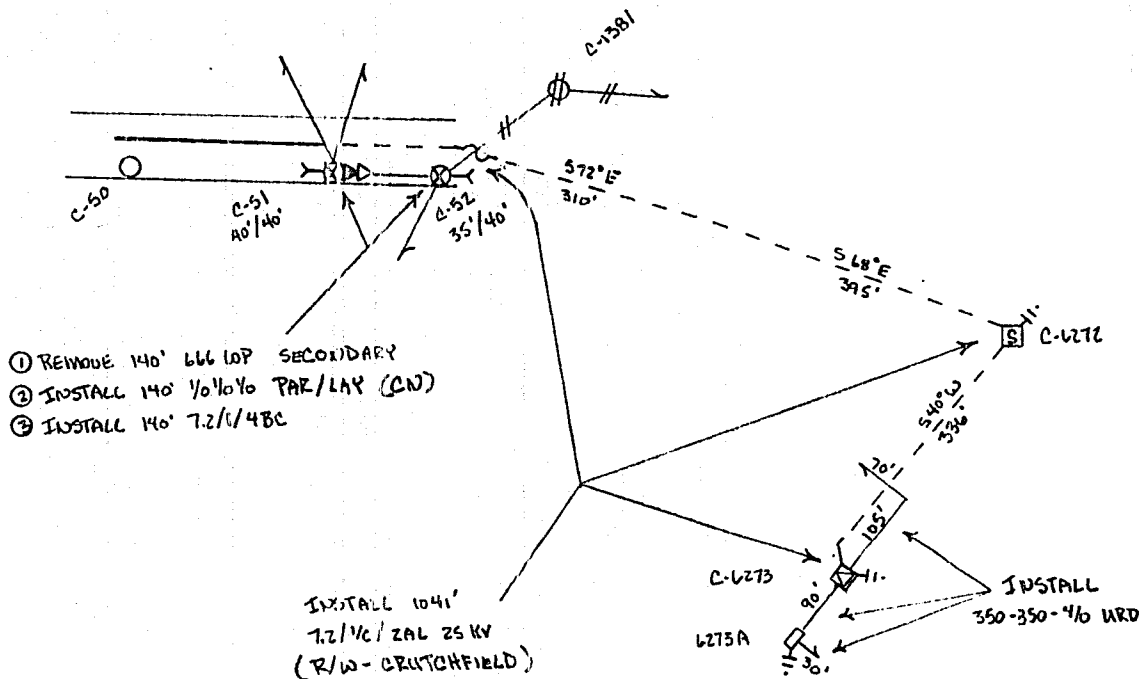 C-1381
C-50
C-51
40'/40'
C-52
35'/40'
S72°E
310'
S68°E
395'
S
C-6272
① REMOVE 140' 666 LOP SECONDARY
② INSTALL 140' 1/0 1/0 1/0 PAR/LAY (CN)
③ INSTALL 140' 7.2/1/4BC
S40°W
336'
70'
105'
C-6273
90'
6273A
30'
INSTALL
350-350-4/0 URD
INSTALL 1041'
7.2/1/C/2AL 25 KV
(R/W - CRUTCHFIELD)